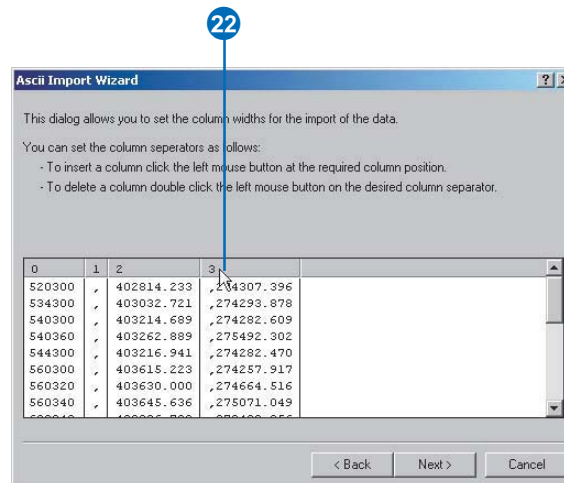 22
Ascii Import Wizard
This dialog allows you to set the column widths for the import of the data.
You can set the column seperators as follows:
- To insert a column click the left mouse button at the required column position.
- To delete a column double click the left mouse button on the desired column separator.
0 1 2 3
520300 , 402814.233 ,274307.396
534300 , 403032.721 ,274293.878
540300 , 403214.689 ,274282.609
540360 , 403262.889 ,275492.302
544300 , 403216.941 ,274282.470
560300 , 403615.223 ,274257.917
560320 , 403630.000 ,274664.516
560340 , 403645.636 ,275071.049
< Back Next > Cancel